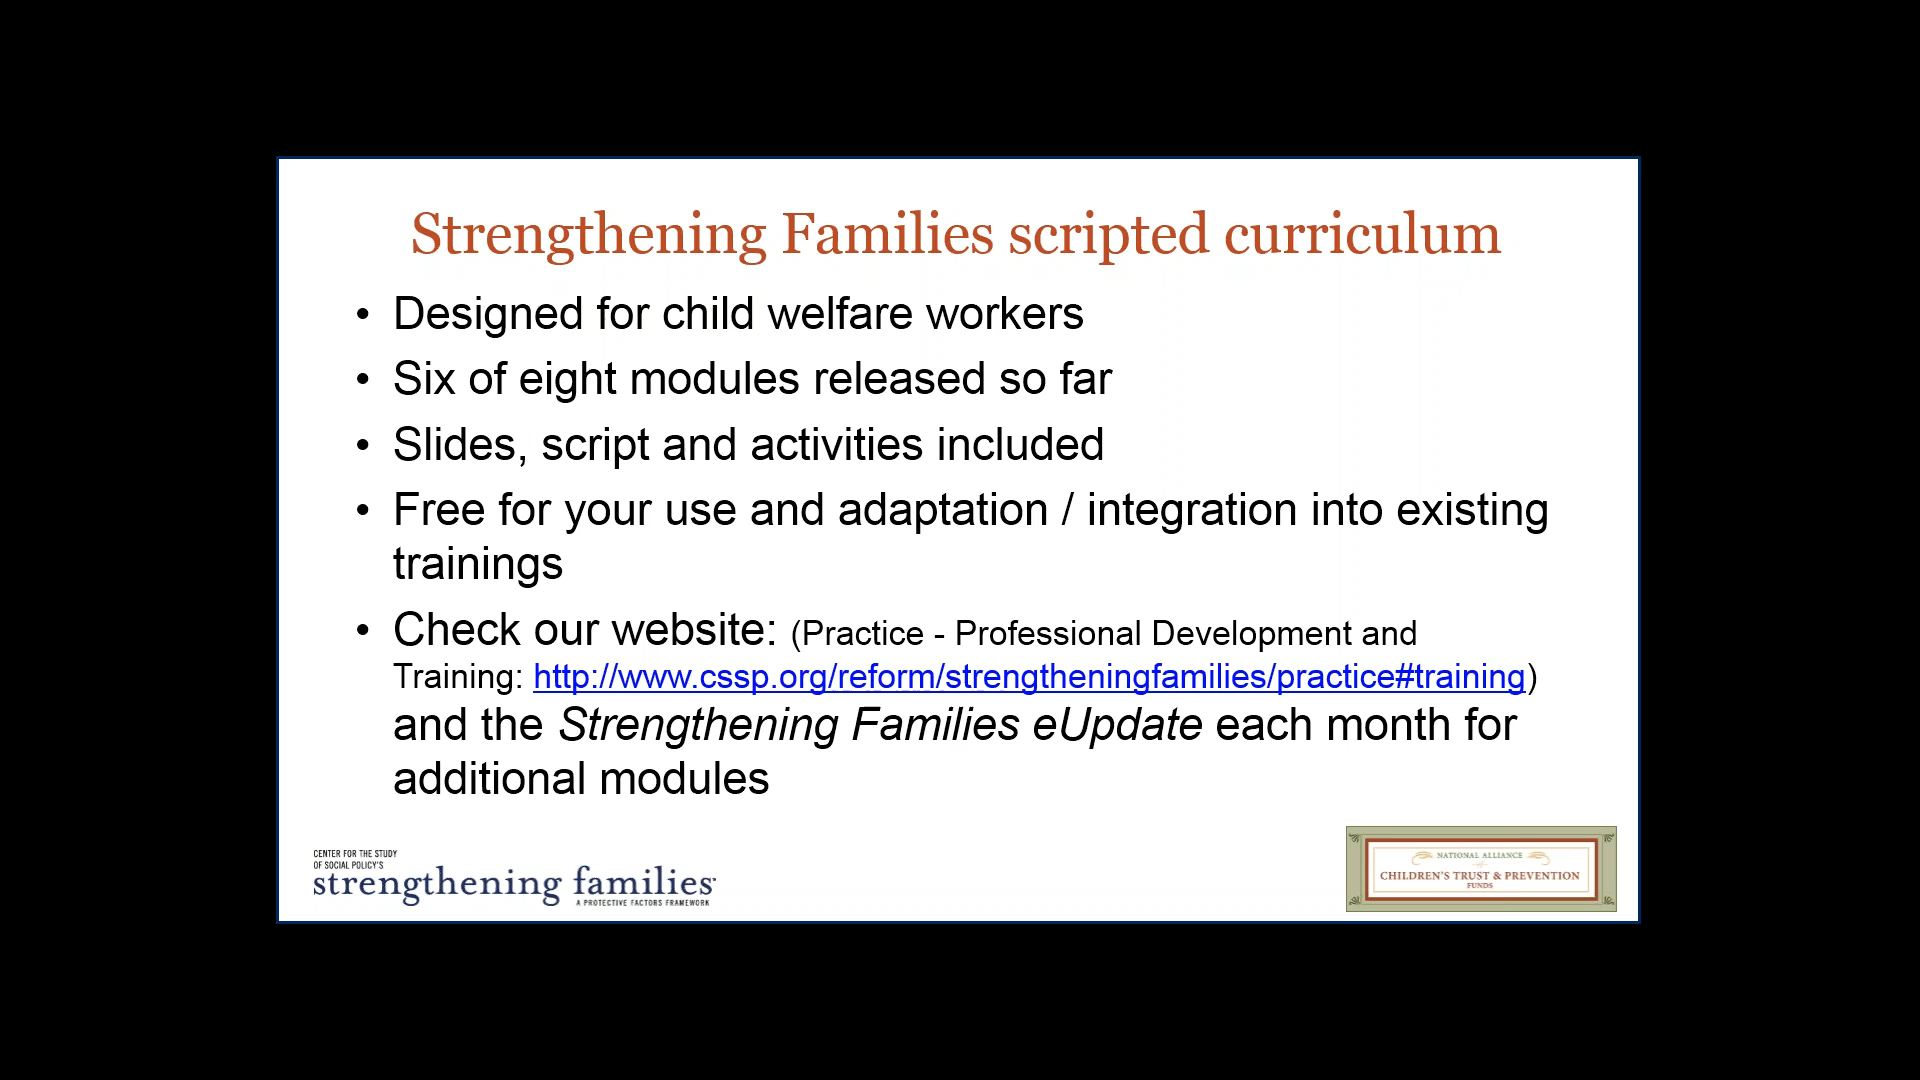 Strengthening Families scripted curriculum
• Designed for child welfare workers
• Six of eight modules released so far
• Slides, script and activities included
• Free for your use and adaptation / integration into existing
trainings
• Check our website: (Practice - Professional Development and
Training: http://www.cssp.org/reform/strengtheningfamilies/practice#training)
and the Strengthening Families eUpdate each month for
additional modules
CENTER FOR THE STUDY
OF SOCIAL POLICY'S
strengthening families
A PROTECTIVE FACTORS FRAMEWORK
NATIONAL ALLIANCE
CHILDREN'S TRUST & PREVENTION
FUNDS